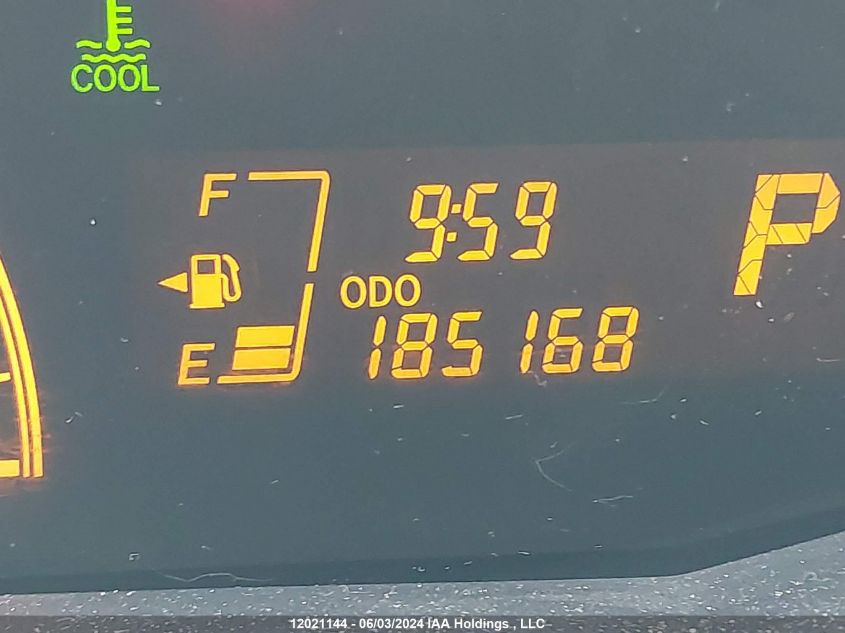 COOL
F
9:59
P
ODO
185168
E
12021144 - 06/03/2024 IAA Holdings , LLC